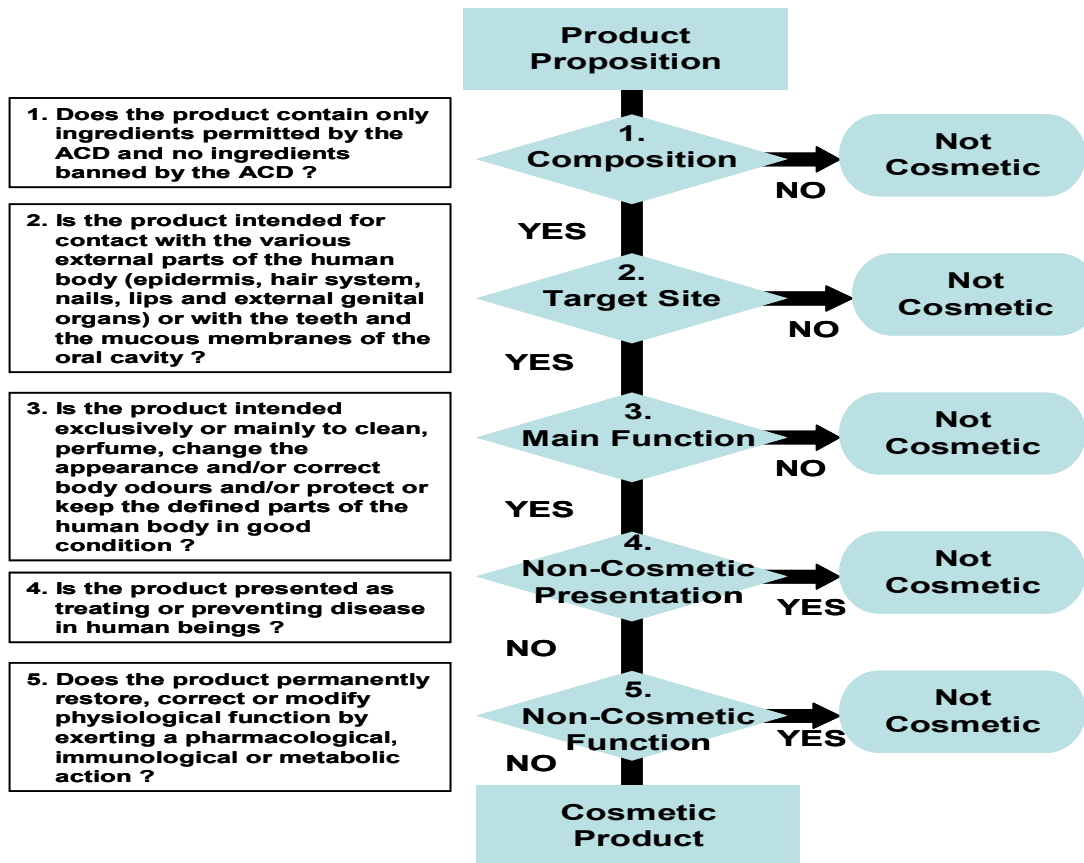 Product
Proposition
1. Does the product contain only
ingredients permitted by the
ACD and no ingredients
banned by the ACD ?
1.
Composition
NO
Not
Cosmetic
YES
2. Is the product intended for
contact with the various
external parts of the human
body (epidermis, hair system,
nails, lips and external genital
organs) or with the teeth and
the mucous membranes of the
oral cavity ?
2.
Target Site
NO
Not
Cosmetic
YES
3. Is the product intended
exclusively or mainly to clean,
perfume, change the
appearance and/or correct
body odours and/or protect or
keep the defined parts of the
human body in good
condition ?
3.
Main Function
NO
Not
Cosmetic
YES
4. Is the product presented as
treating or preventing disease
in human beings ?
4.
Non-Cosmetic
Presentation
YES
Not
Cosmetic
NO
5. Does the product permanently
restore, correct or modify
physiological function by
exerting a pharmacological,
immunological or metabolic
action ?
5.
Non-Cosmetic
Function
YES
Not
Cosmetic
NO
Cosmetic
Product